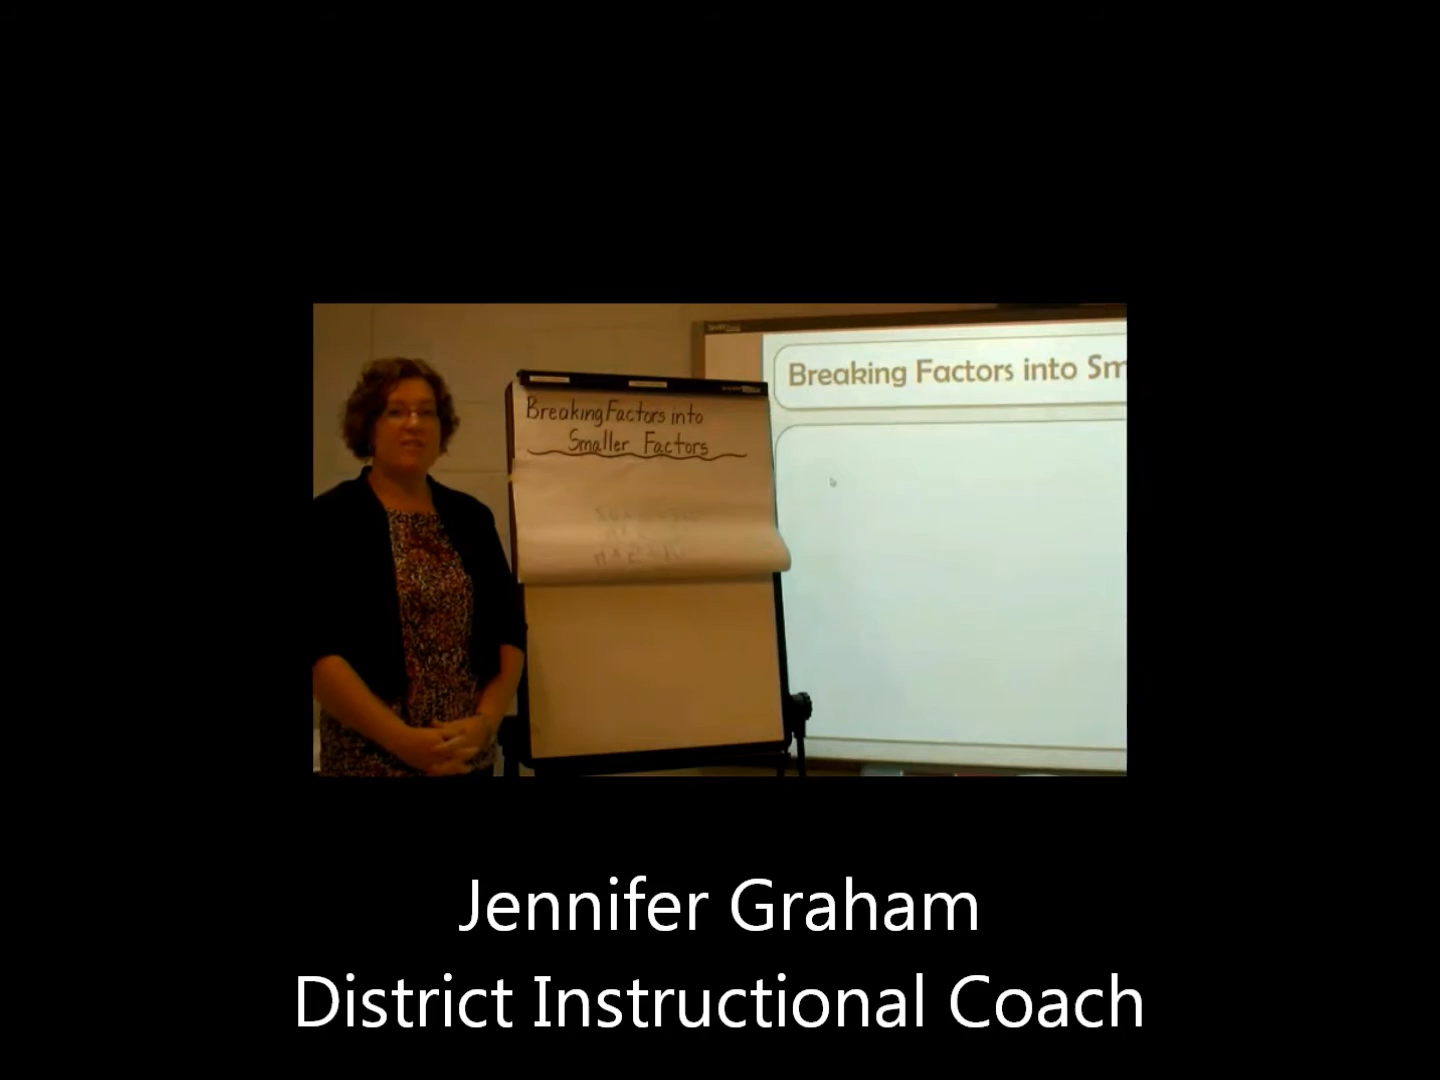 Breaking Factors into Sm
Breaking Factors into
Smaller Factors
Jennifer Graham
District Instructional Coach